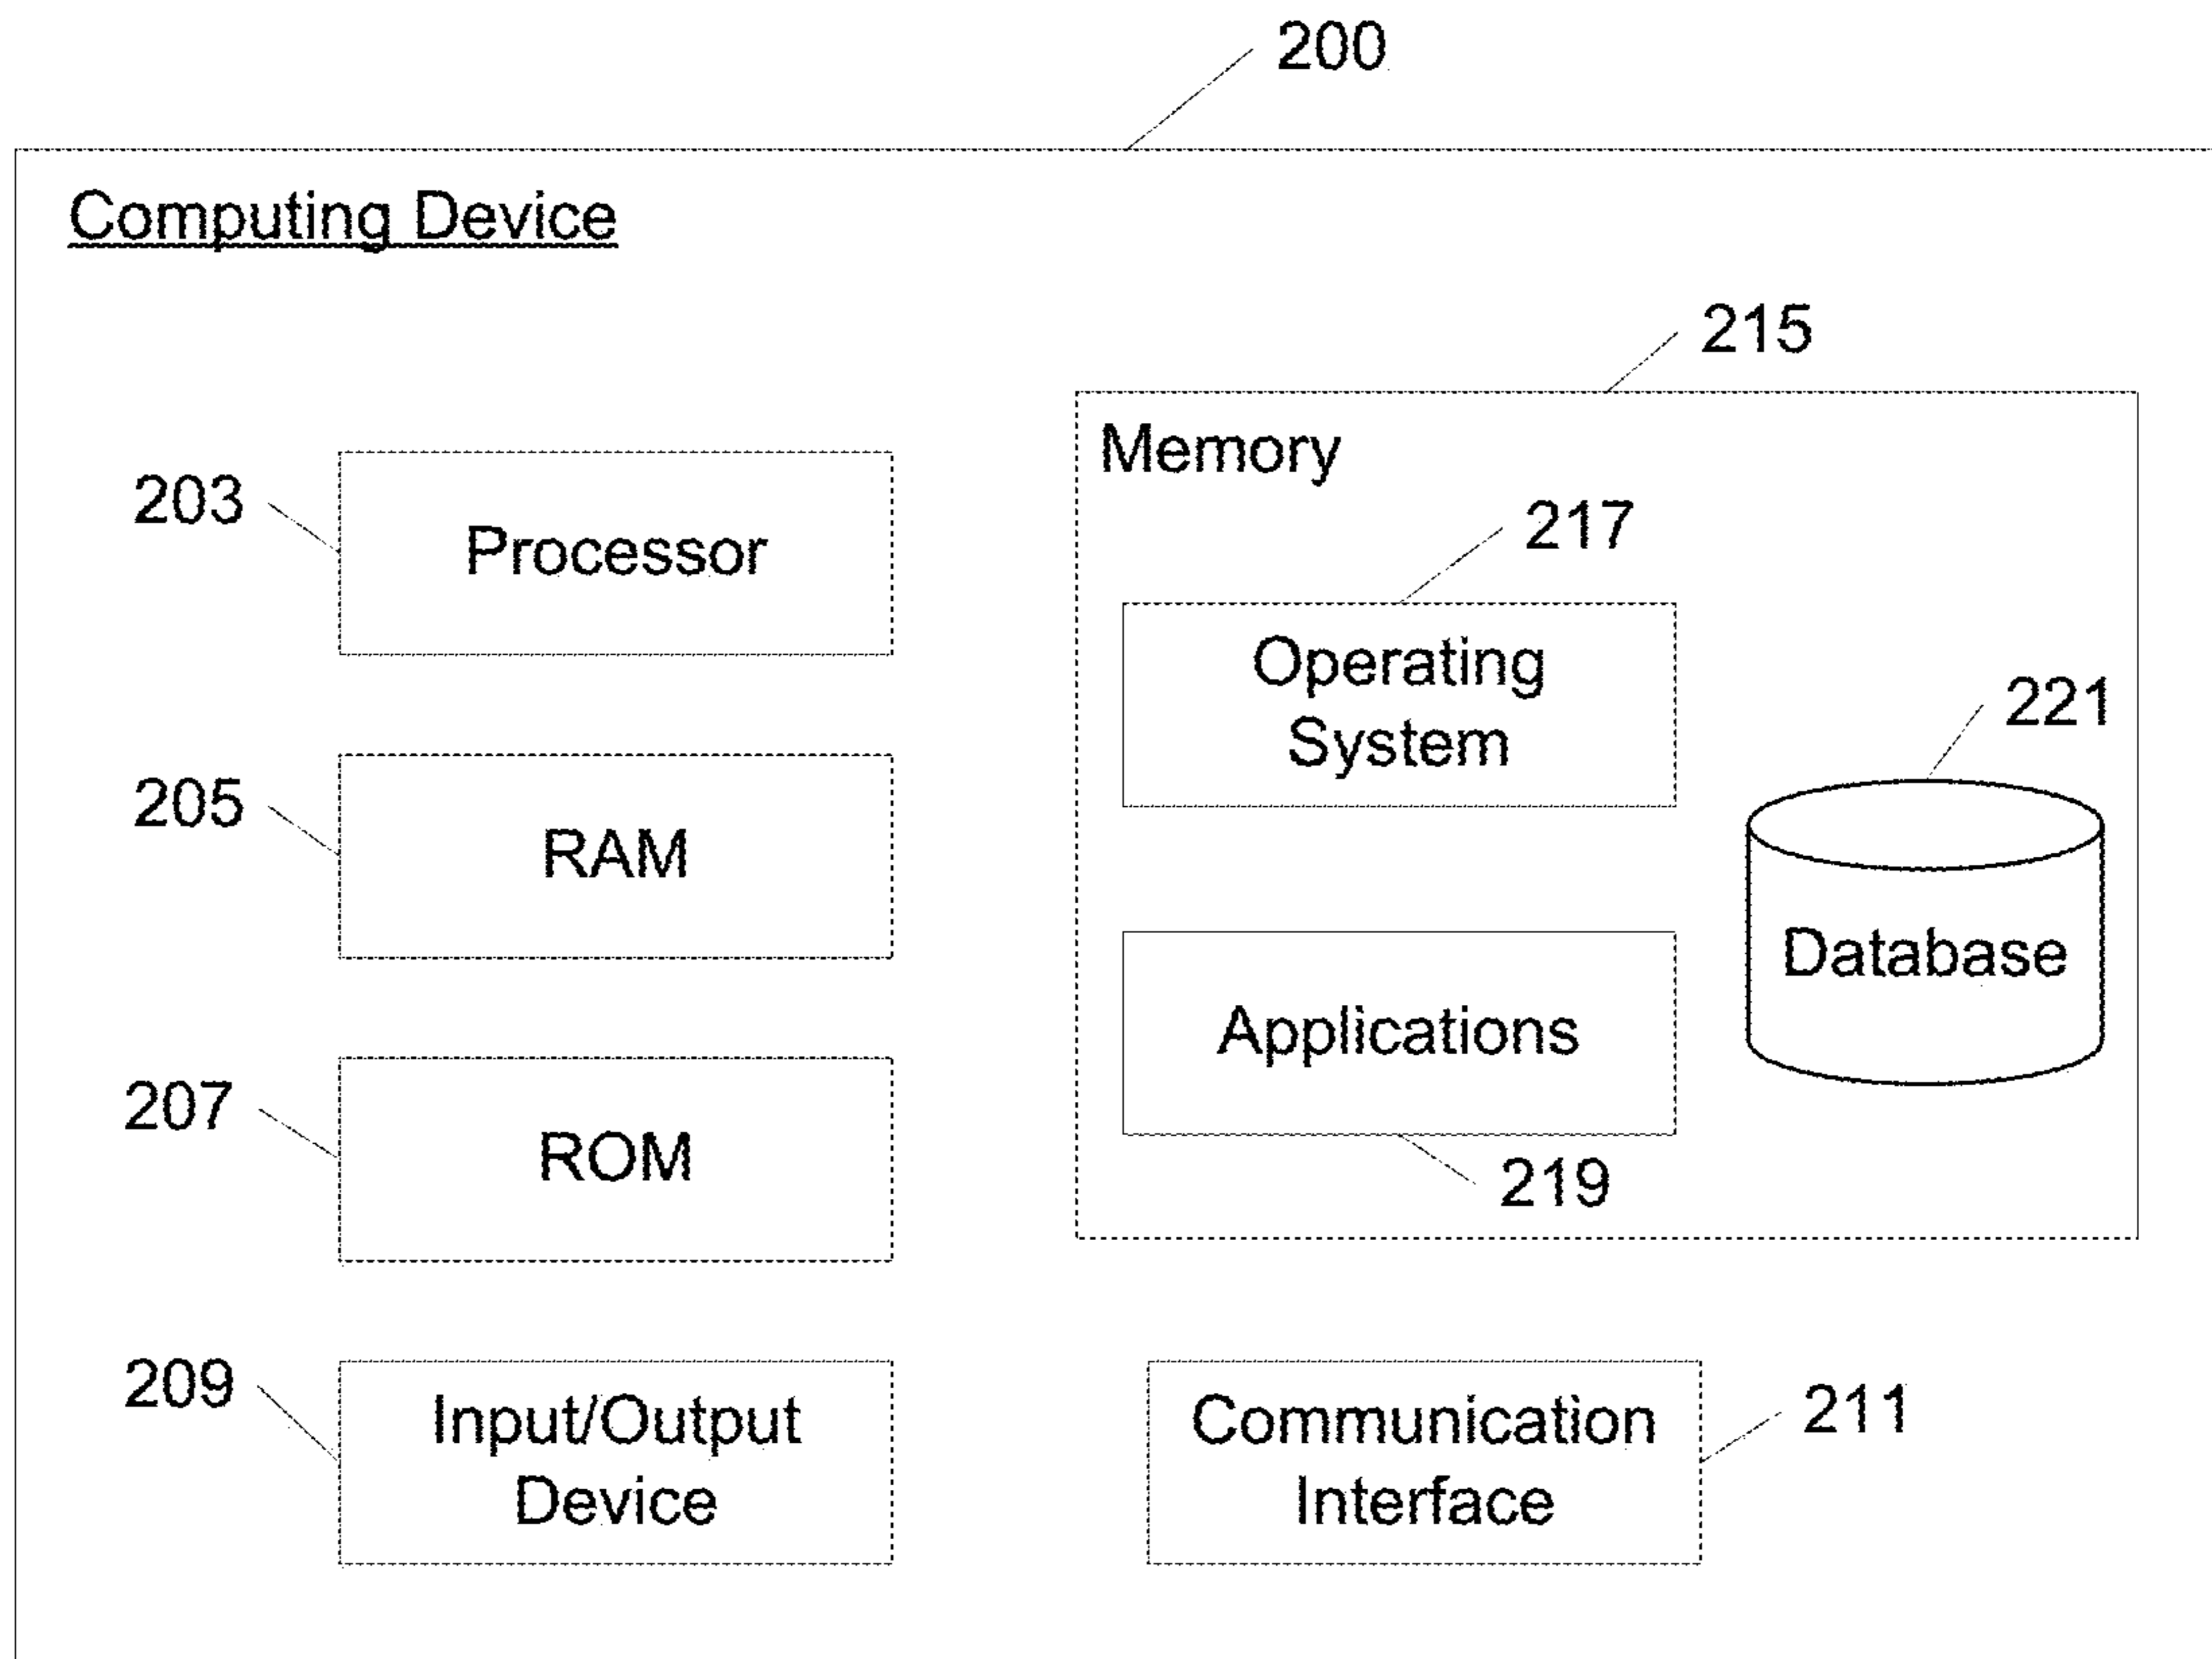 200
Computing Device
215
Memory
203
Processor
217
Operating
System
221
205
RAM
Database
Applications
207
ROM
219
209
Input/Output
Device
Communication
Interface
211